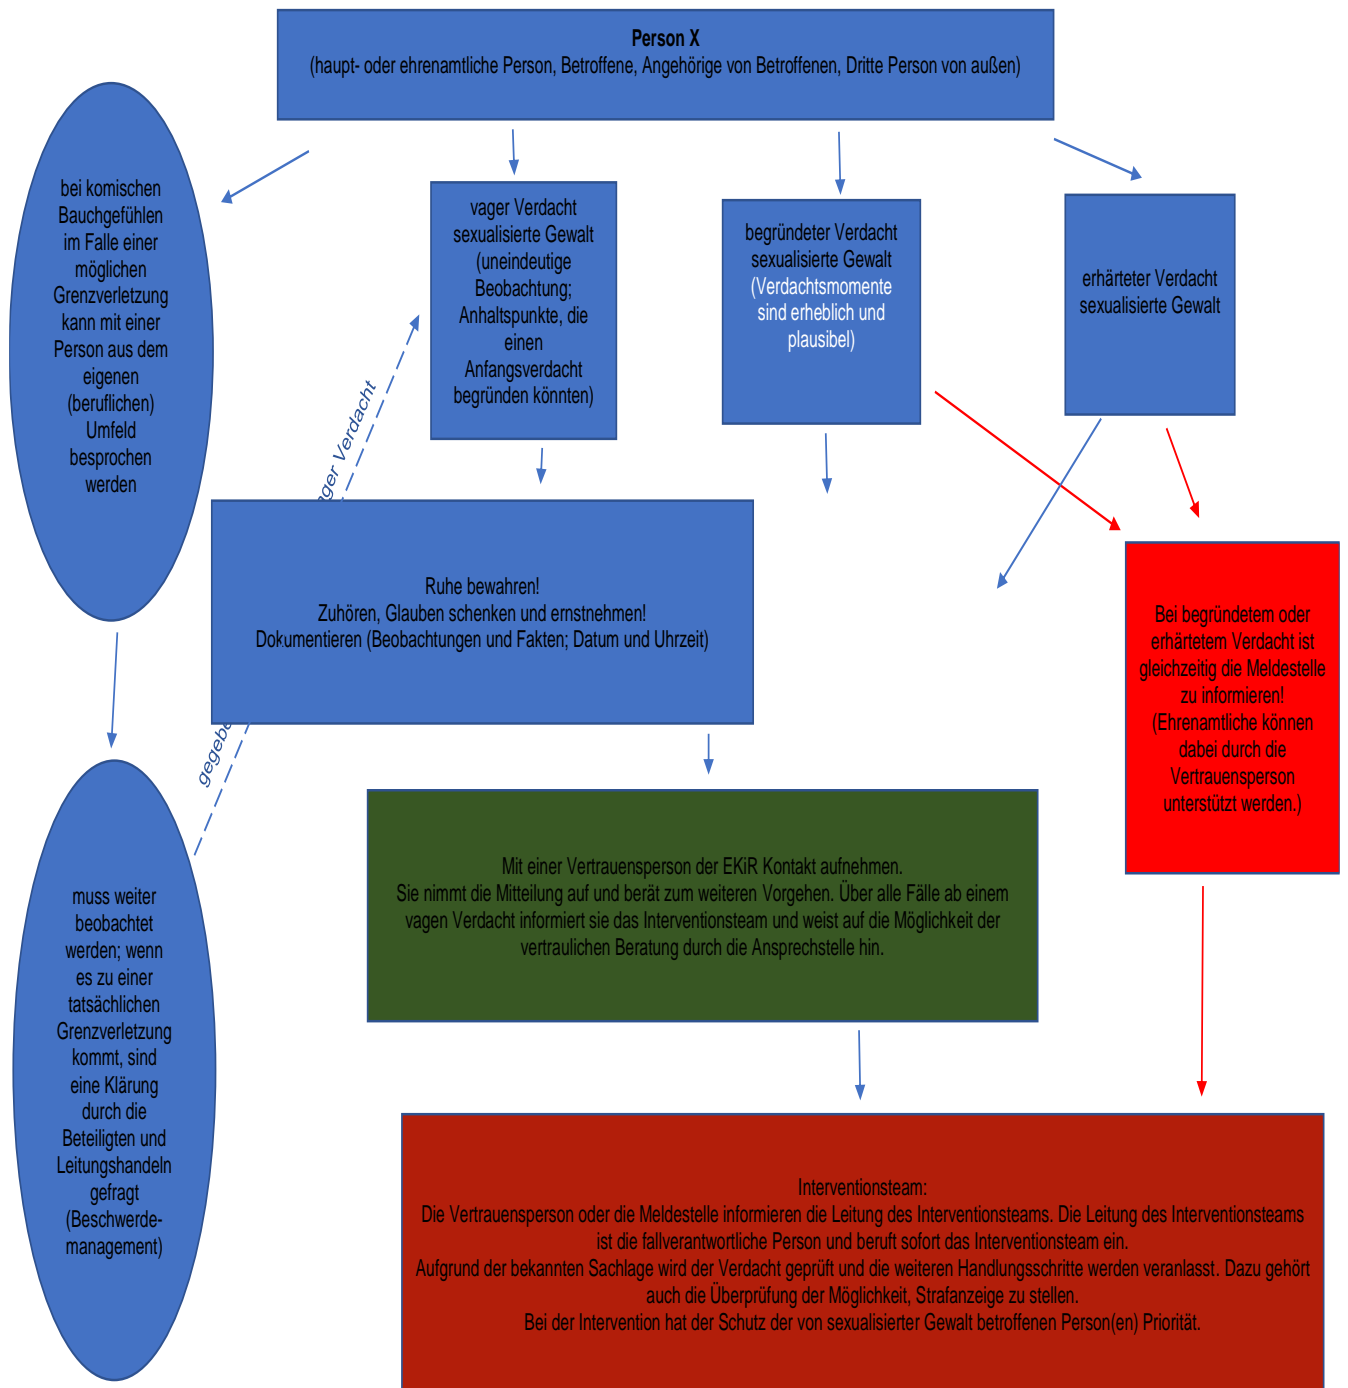 Person X
(haupt- oder ehrenamtliche Person, Betroffene, Angehörige von Betroffenen, Dritte Person von außen)
bei komischen
Bauchgefühlen
im Falle einer
möglichen
Grenzverletzung
kann mit einer
Person aus dem
eigenen
(beruflichen)
Umfeld
besprochen
werden
vager Verdacht
sexualisierte Gewalt
(uneindeutige
Beobachtung;
Anhaltspunkte, die
einen
Anfangsverdacht
begründen könnten)
begründeter Verdacht
sexualisierte Gewalt
(Verdachtsmomente
sind erheblich und
plausibel)
erhärteter Verdacht
sexualisierte Gewalt
Verdacht
Ruhe bewahren!
Zuhören, Glauben schenken und ernstnehmen!
Dokumentieren (Beobachtungen und Fakten; Datum und Uhrzeit)
Bei begründetem oder
erhärtetem Verdacht ist
gleichzeitig die Meldestelle
zu informieren!
(Ehrenamtliche können
dabei durch die
Vertrauensperson
unterstützt werden.)
Mit einer Vertrauensperson der EKiR Kontakt aufnehmen.
Sie nimmt die Mitteilung auf und berät zum weiteren Vorgehen. Über alle Fälle ab einem
vagen Verdacht informiert sie das Interventionsteam und weist auf die Möglichkeit der
vertraulichen Beratung durch die Ansprechstelle hin.
muss weiter
beobachtet
werden; wenn
es zu einer
tatsächlichen
Grenzverletzung
kommt, sind
eine Klärung
durch die
Beteiligten und
Leitungshandeln
gefragt
(Beschwerde-
management)
Interventionsteam:
Die Vertrauensperson oder die Meldestelle informieren die Leitung des Interventionsteams. Die Leitung des Interventionsteams
ist die fallverantwortliche Person und beruft sofort das Interventionsteam ein.
Aufgrund der bekannten Sachlage wird der Verdacht geprüft und die weiteren Handlungsschritte werden veranlasst. Dazu gehört
auch die Überprüfung der Möglichkeit, Strafanzeige zu stellen.
Bei der Intervention hat der Schutz der von sexualisierter Gewalt betroffenen Person(en) Priorität.